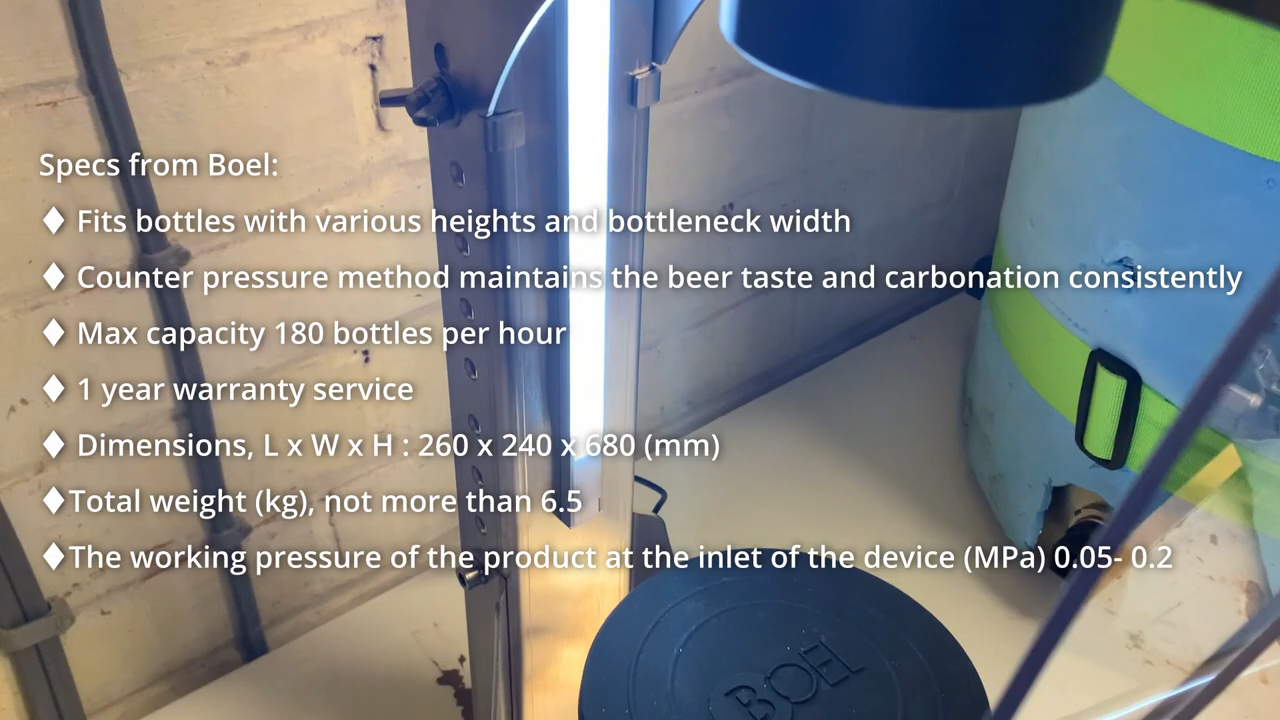 Specs from Boel:
♦ Fits bottles with various heights and bottleneck width
♦ Counter pressure method maintains the beer taste and carbonation consistently
♦ Max capacity 180 bottles per hour
♦ 1 year warranty service
♦ Dimensions, L x W x H : 260 x 240 x 680 (mm)
♦Total weight (kg), not more than 6.5
♦The working pressure of the product at the inlet of the device (MPa) 0.05- 0.2
BOEL